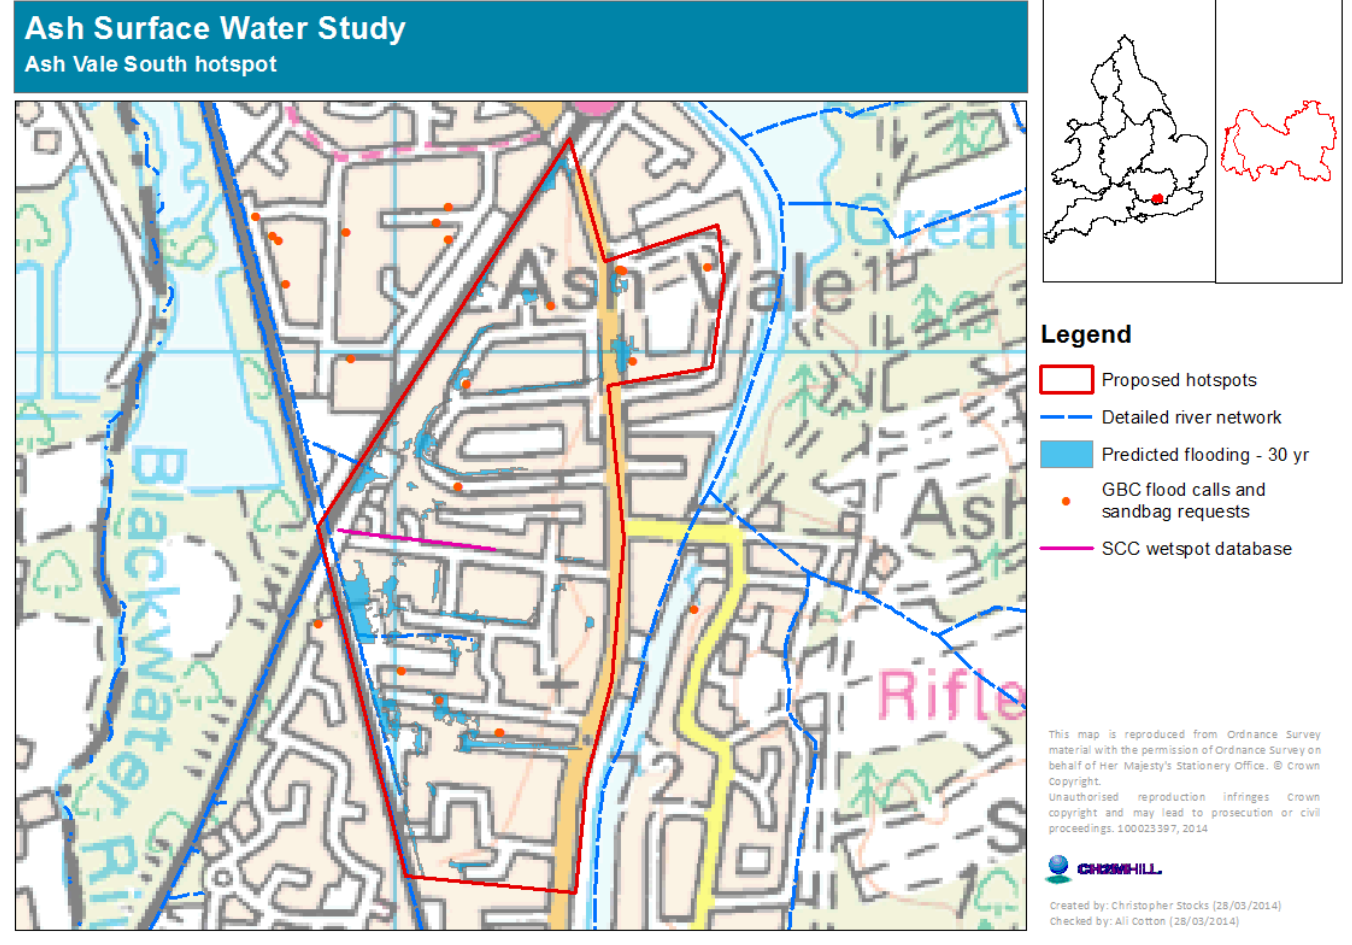 Ash Surface Water Study
Ash Vale South hotspot
Great
Ash Vale
Blackwater Ri
Ash
Rifle
2
S
Legend
Proposed hotspots
Detailed river network
Predicted flooding - 30 yr
GBC flood calls and
sandbag requests
SCC wetspot database
This map is reproduced from Ordnance Survey
material with the permission of Ordnance Survey on
behalf of Her Majesty's Stationery Office. © Crown
Copyright.
Unauthorised reproduction infringes Crown
copyright and may lead to prosecution or civil
proceedings. 100023397, 2014
CH2MHILL.
Created by: Christopher Stocks (28/03/2014)
Checked by: Ali Cotton (28/03/2014)